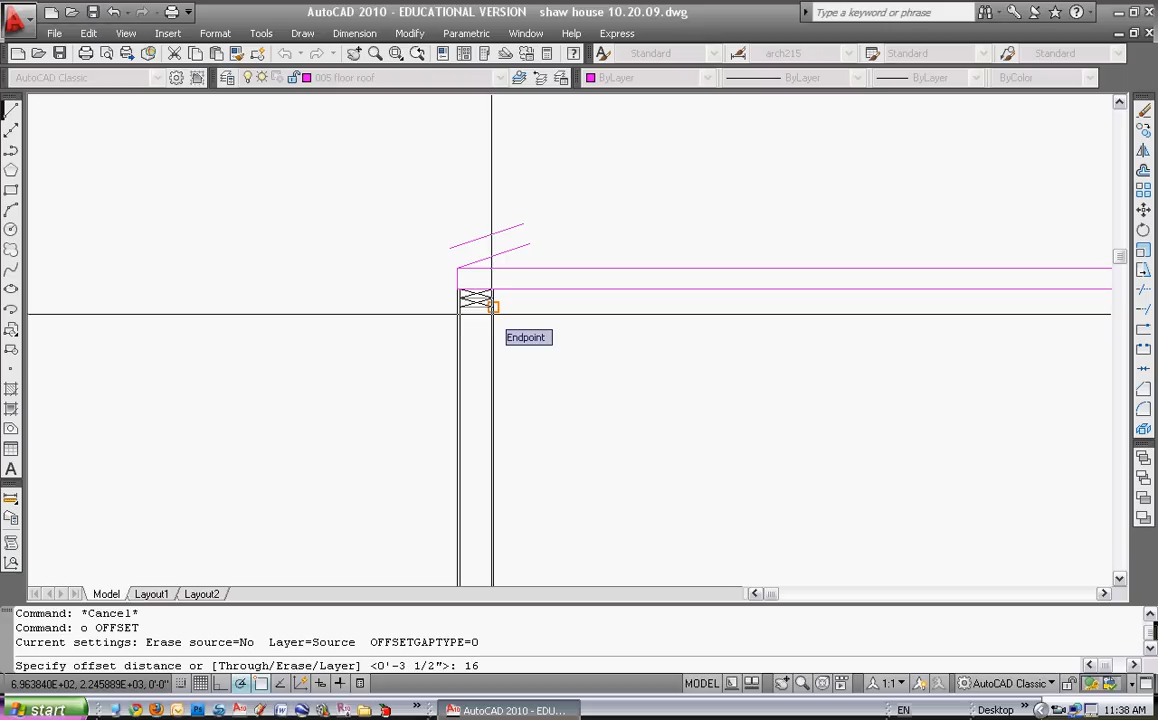 AutoCAD 2010 - EDUCATIONAL VERSION shaw house 10.20.09.dwg
Type a keyword or phrase
File Edit View Insert Format Tools Draw Dimension Modify Parametric Window Help Express
Standard arch215 Standard Standard
AutoCAD Classic 005 floor roof ByLayer ByLayer ByLayer ByColor
Endpoint
Model Layout1 Layout2
Command: *Cancel*
Command: o OFFSET
Current settings: Erase source=No Layer=Source OFFSETGAPTYPE=0
Specify offset distance or [Through/Erase/Layer] <0'-3 1/2">: 16
6.963840E+02, 2.245889E+03, 0'-0" MODEL 1:1 AutoCAD Classic
start AutoCAD 2010 - EDU... EN Desktop 11:38 AM